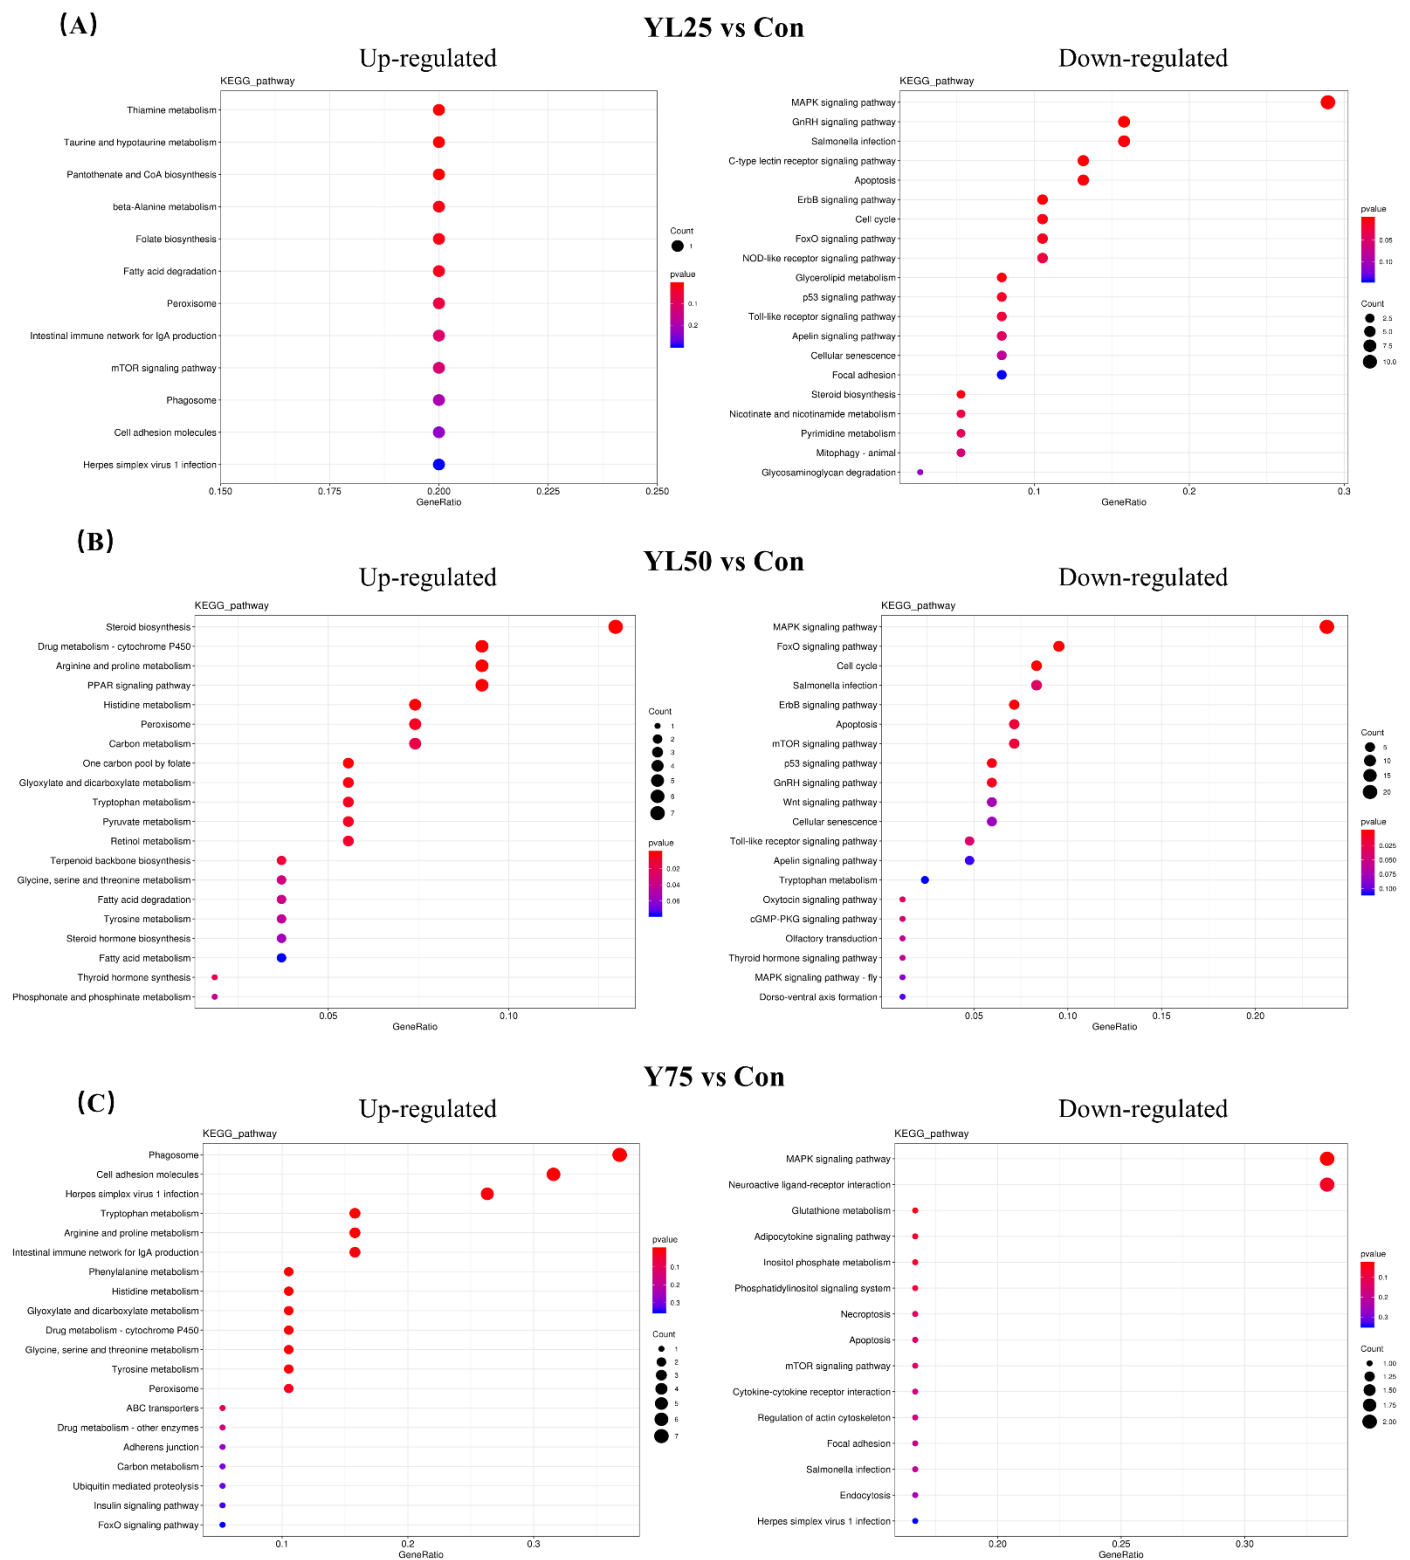 (A)
YL25 vs Con
Up-regulated
KEGG_pathway
Thiamine metabolism
Taurine and hypotaurine metabolism
Pantothenate and CoA biosynthesis
beta-Alanine metabolism
Folate biosynthesis
Fatty acid degradation
Peroxisome
Intestinal immune network for IgA production
mTOR signaling pathway
Phagosome
Cell adhesion molecules
Herpes simplex virus 1 infection
0.150 0.175 0.200 0.225 0.250
GeneRatio
Count
1
pvalue
0.1
0.2
Down-regulated
KEGG_pathway
MAPK signaling pathway
GnRH signaling pathway
Salmonella infection
C-type lectin receptor signaling pathway
Apoptosis
ErbB signaling pathway
Cell cycle
FoxO signaling pathway
NOD-like receptor signaling pathway
Glycerolipid metabolism
p53 signaling pathway
Toll-like receptor signaling pathway
Apelin signaling pathway
Cellular senescence
Focal adhesion
Steroid biosynthesis
Nicotinate and nicotinamide metabolism
Pyrimidine metabolism
Mitophagy - animal
Glycosaminoglycan degradation
0.1 0.2 0.3
GeneRatio
pvalue
0.05
0.10
Count
2.5
5.0
7.5
10.0
(B)
YL50 vs Con
Up-regulated
KEGG_pathway
Steroid biosynthesis
Drug metabolism - cytochrome P450
Arginine and proline metabolism
PPAR signaling pathway
Histidine metabolism
Peroxisome
Carbon metabolism
One carbon pool by folate
Glyoxylate and dicarboxylate metabolism
Tryptophan metabolism
Pyruvate metabolism
Retinol metabolism
Terpenoid backbone biosynthesis
Glycine, serine and threonine metabolism
Fatty acid degradation
Tyrosine metabolism
Steroid hormone biosynthesis
Fatty acid metabolism
Thyroid hormone synthesis
Phosphonate and phosphinate metabolism
0.05 0.10
GeneRatio
Count
1
2
3
4
5
6
7
pvalue
0.02
0.04
0.06
Down-regulated
KEGG_pathway
MAPK signaling pathway
FoxO signaling pathway
Cell cycle
Salmonella infection
ErbB signaling pathway
Apoptosis
mTOR signaling pathway
p53 signaling pathway
GnRH signaling pathway
Wnt signaling pathway
Cellular senescence
Toll-like receptor signaling pathway
Apelin signaling pathway
Tryptophan metabolism
Oxytocin signaling pathway
cGMP-PKG signaling pathway
Olfactory transduction
Thyroid hormone signaling pathway
MAPK signaling pathway - fly
Dorso-ventral axis formation
0.05 0.10 0.15 0.20
GeneRatio
Count
5
10
15
20
pvalue
0.025
0.050
0.075
0.100
(C)
Y75 vs Con
Up-regulated
KEGG_pathway
Phagosome
Cell adhesion molecules
Herpes simplex virus 1 infection
Tryptophan metabolism
Arginine and proline metabolism
Intestinal immune network for IgA production
Phenylalanine metabolism
Histidine metabolism
Glyoxylate and dicarboxylate metabolism
Drug metabolism - cytochrome P450
Glycine, serine and threonine metabolism
Tyrosine metabolism
Peroxisome
ABC transporters
Drug metabolism - other enzymes
Adherens junction
Carbon metabolism
Ubiquitin mediated proteolysis
Insulin signaling pathway
FoxO signaling pathway
0.1 0.2 0.3
GeneRatio
pvalue
0.1
0.2
0.3
Count
1
2
3
4
5
6
7
Down-regulated
KEGG_pathway
MAPK signaling pathway
Neuroactive ligand-receptor interaction
Glutathione metabolism
Adipocytokine signaling pathway
Inositol phosphate metabolism
Phosphatidylinositol signaling system
Necroptosis
Apoptosis
mTOR signaling pathway
Cytokine-cytokine receptor interaction
Regulation of actin cytoskeleton
Focal adhesion
Salmonella infection
Endocytosis
Herpes simplex virus 1 infection
0.20 0.25 0.30
GeneRatio
pvalue
0.1
0.2
0.3
Count
1.00
1.25
1.50
1.75
2.00